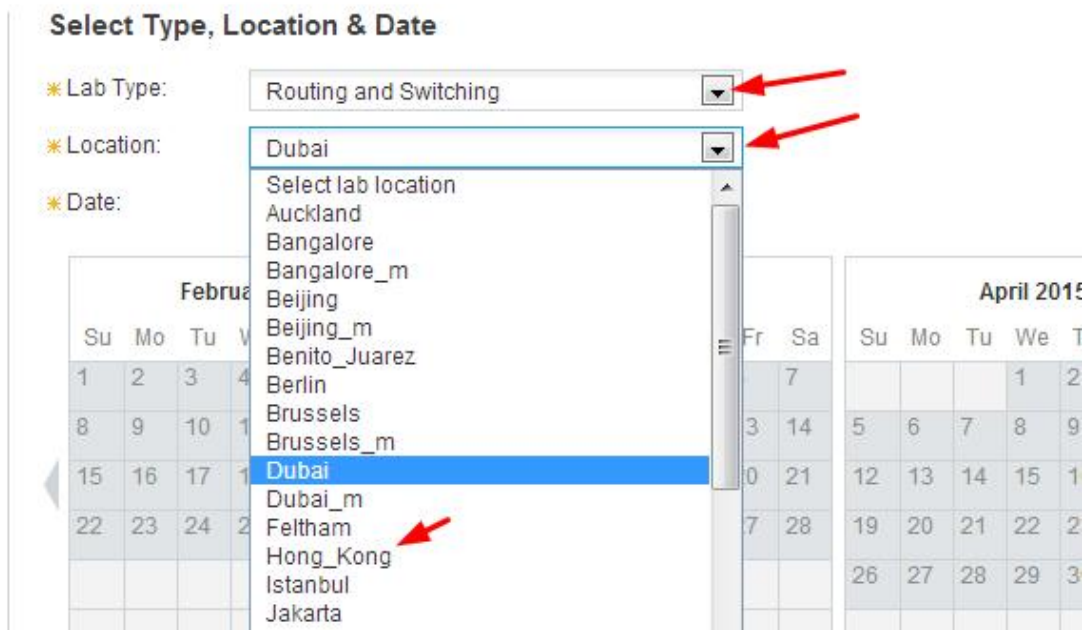 Select Type, Location & Date
Lab Type:
Routing and Switching
Location:
Dubai
Date:
Select lab location
Auckland
Bangalore
Bangalore_m
Beijing
Beijing_m
Benito_Juarez
Berlin
Brussels
Brussels_m
Dubai
Dubai_m
Feltham
Hong_Kong
Istanbul
Jakarta
Su Mo Tu
1 2 3
8 9 10
15 16 17
22 23 24
Fr Sa
7
14
21
28
April 2015
Su Mo Tu We
1
5 6 7 8
12 13 14 15
19 20 21 22
26 27 28 29